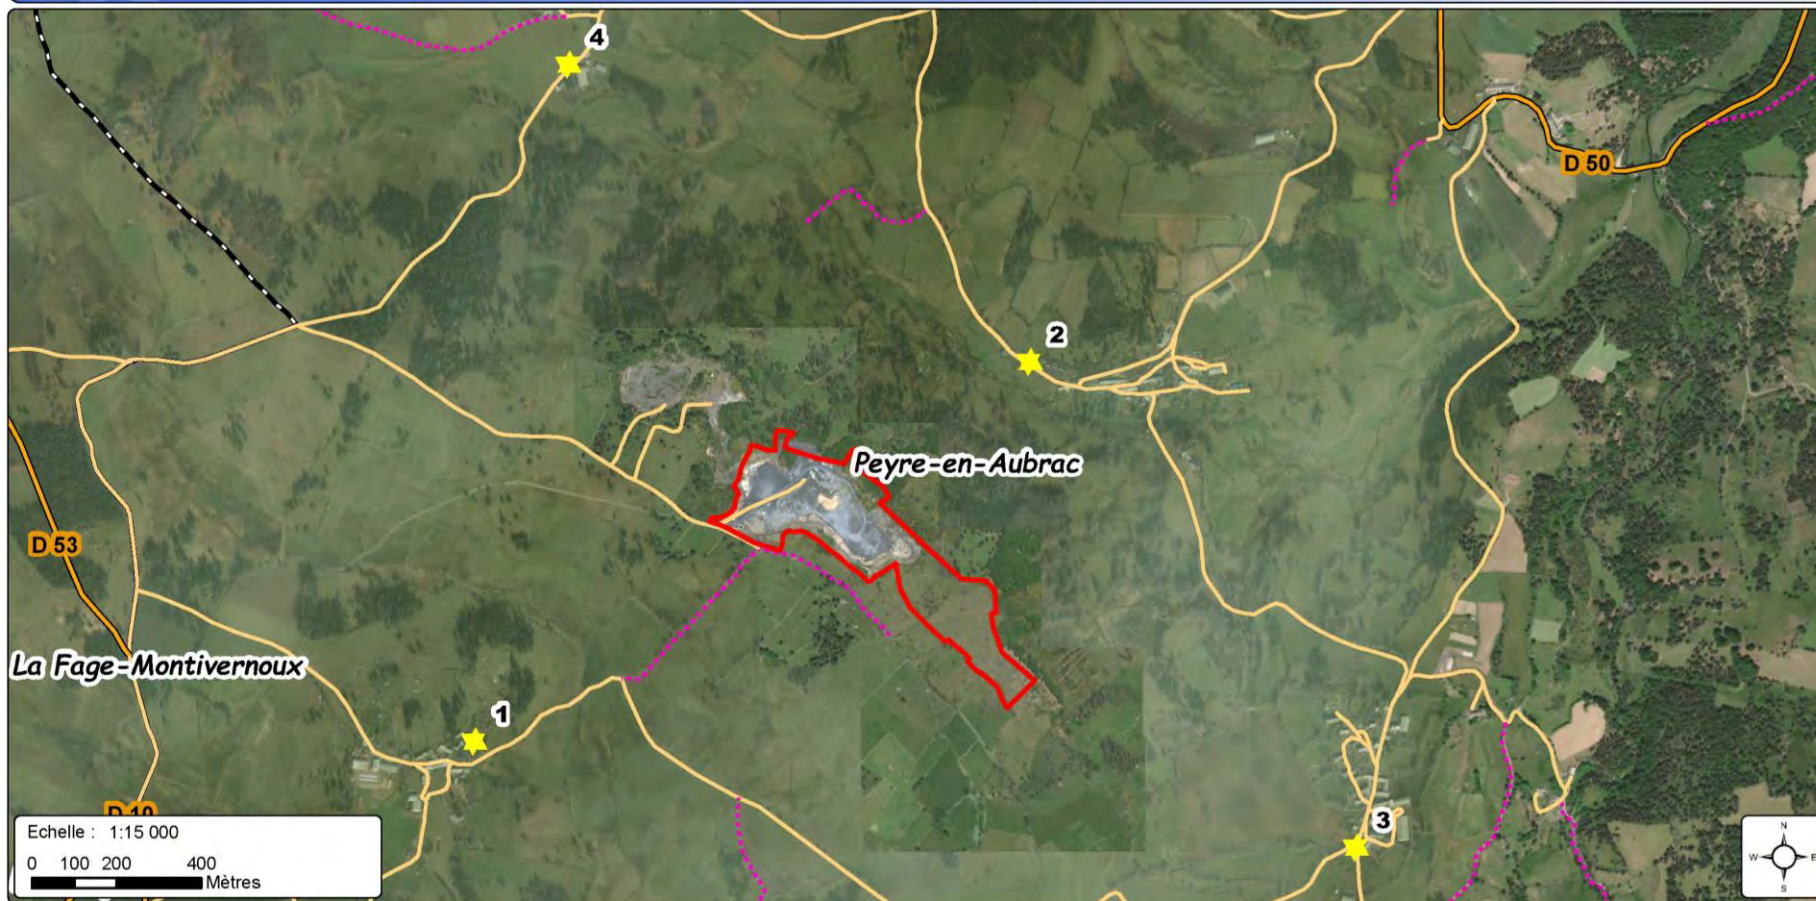 4
D 50
2
Peyre-en-Aubrac
D 53
La Fage-Montivernoux
1
D 10
3
Echelle : 1:15 000
0 100 200 400
Mètres
N
W E
S